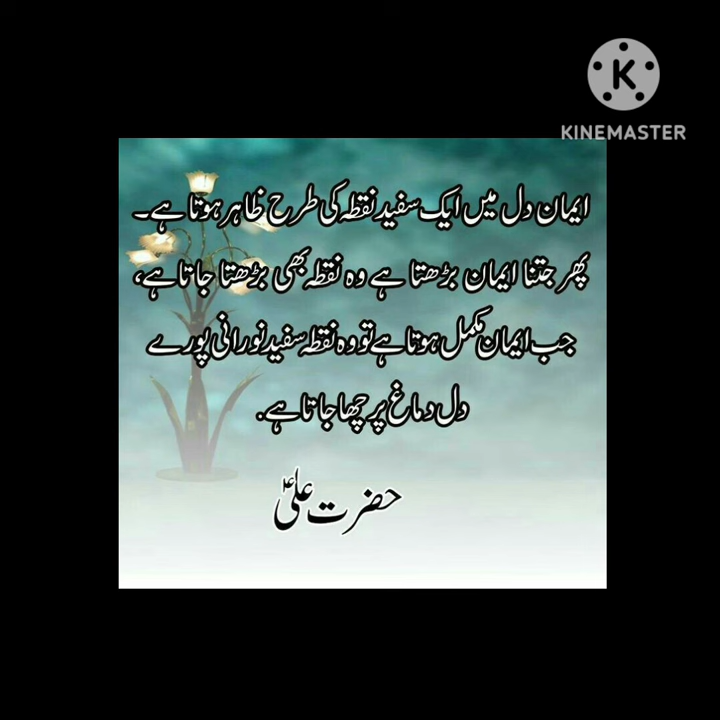 KINEMASTER
ایمان دل میں ایک سفید نقطہ کی طرح ظاہر ہوتا ہے۔
پھر جتنا ایمان بڑھتا ہے وہ نقطہ بھی بڑھتا جاتا ہے،
جب ایمان مکمل ہوتا ہے تو وہ نقطہ سفید نورانی پورے
دل دماغ پر چھا جاتا ہے۔
حضرت علیؑ